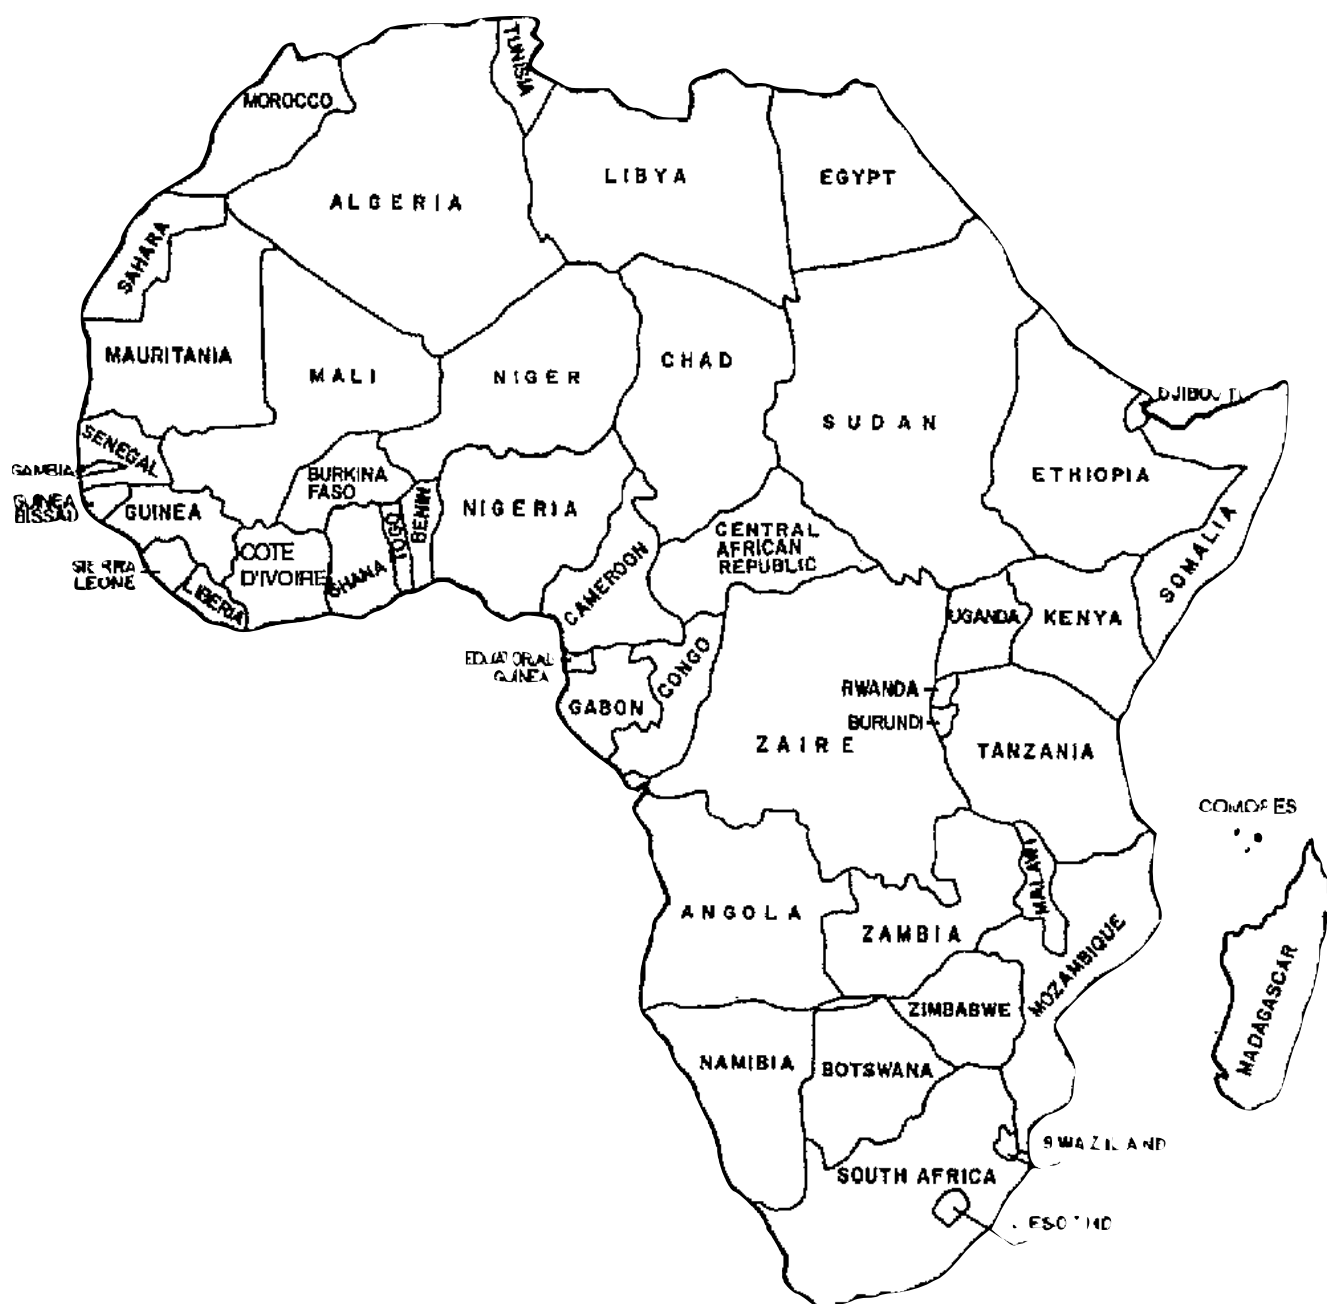 TUNISIA
MOROCCO
LIBYA
EGYPT
ALGERIA
SAHARA
MAURITANIA
MALI
NIGER
CHAD
SUDAN
SENEGAL
GAMBIA
BURKINA
FASO
ETHIOPIA
GUINEA
BISSAU
GUINEA
NIGERIA
BENIN
TOGO
CENTRAL
AFRICAN
REPUBLIC
SOMALIA
COTE
D'IVOIRE
GHANA
CAMEROON
SIERRA
LEONE
LIBERIA
UGANDA
KENYA
EQUATORIAL
GUINEA
CONGO
GABON
RWANDA
BURUNDI
ZAIRE
TANZANIA
COMORES
MALAWI
ANGOLA
ZAMBIA
MOZAMBIQUE
MADAGASCAR
ZIMBABWE
NAMIBIA
BOTSWANA
SWAZILAND
SOUTH AFRICA